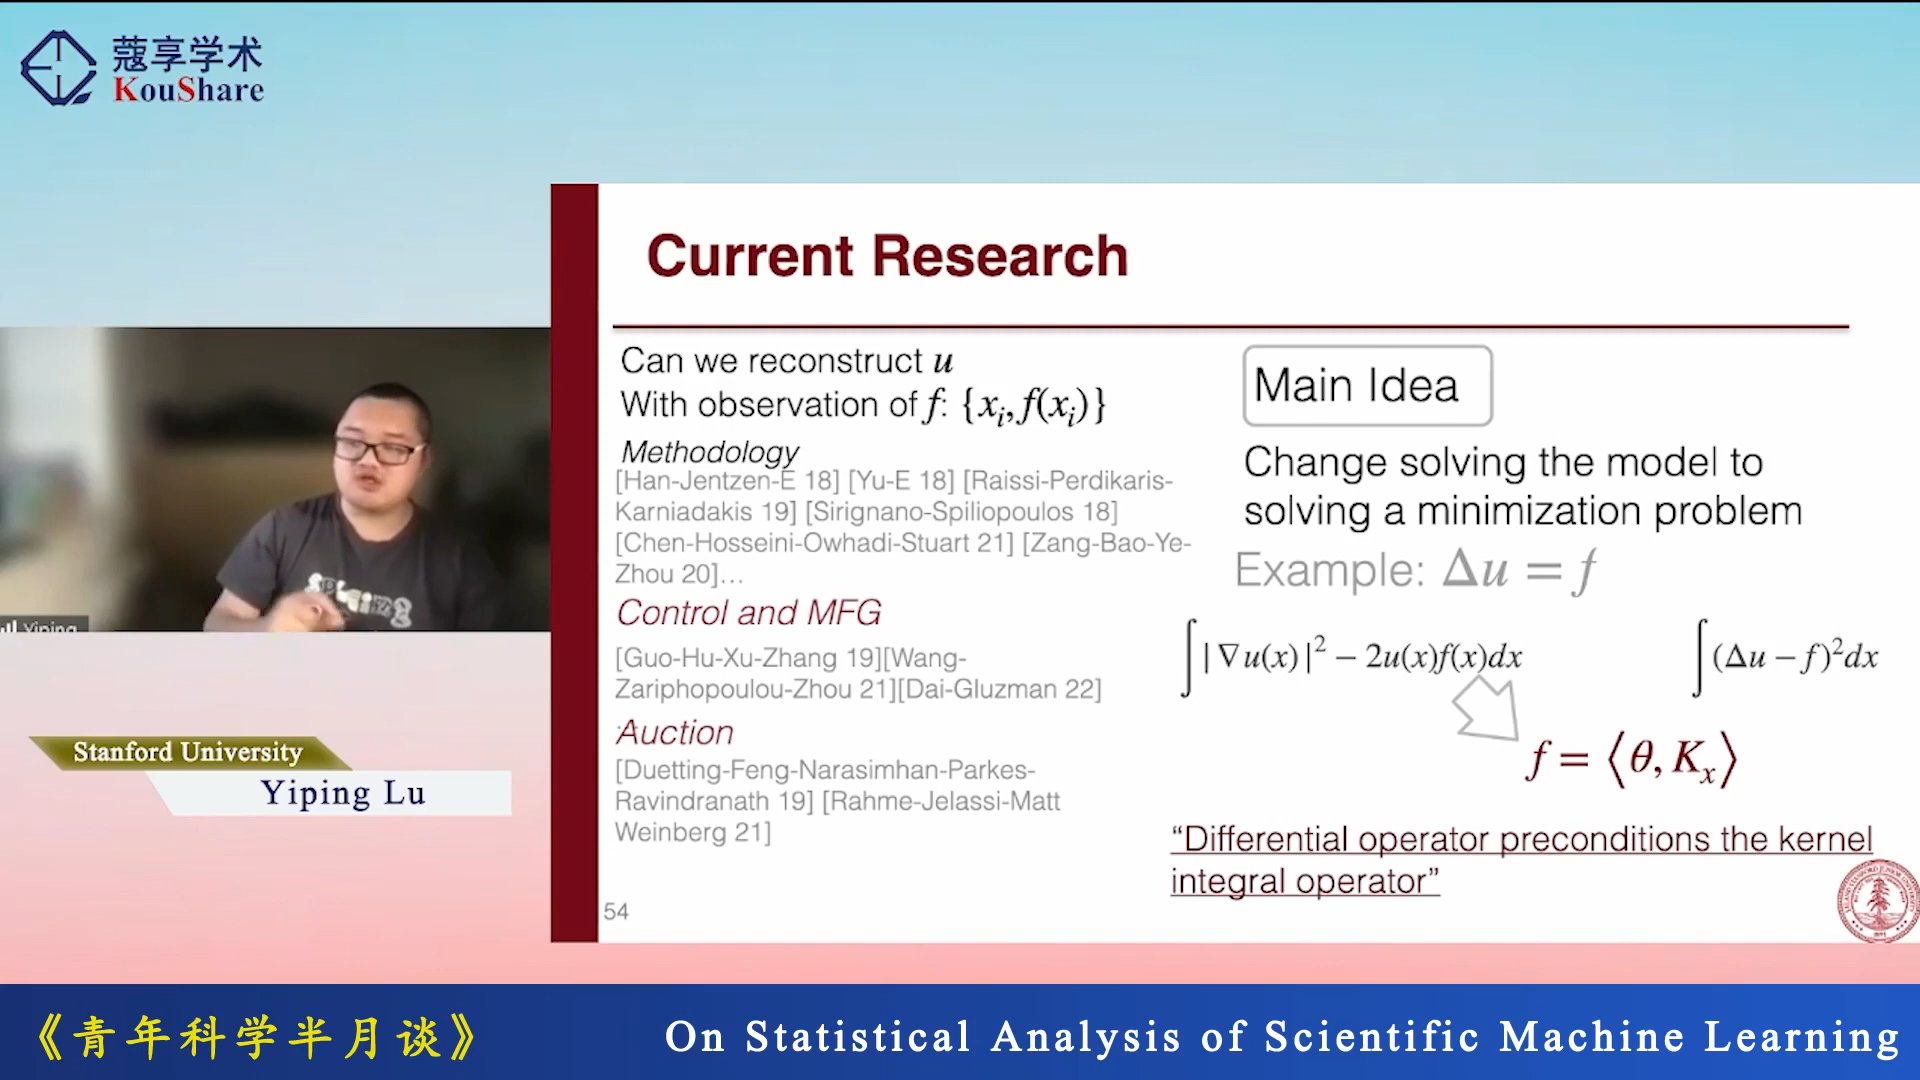 蔻享学术
KouShare
Current Research
Can we reconstruct u
With observation of f: {x_i, f(x_i)}
Methodology
[Han-Jentzen-E 18] [Yu-E 18] [Raissi-Perdikaris-
Karniadakis 19] [Sirignano-Spiliopoulos 18]
[Chen-Hosseini-Owhadi-Stuart 21] [Zang-Bao-Ye-
Zhou 20]…
Control and MFG
[Guo-Hu-Xu-Zhang 19][Wang-
Zariphopoulou-Zhou 21][Dai-Gluzman 22]
Auction
[Duetting-Feng-Narasimhan-Parkes-
Ravindranath 19] [Rahme-Jelassi-Matt
Weinberg 21]
54
Main Idea
Change solving the model to
solving a minimization problem
Example: Δu = f
∫|∇u(x)|² − 2u(x)f(x)dx
∫(Δu − f)²dx
f = ⟨θ, K_x⟩
“Differential operator preconditions the kernel
integral operator”
Yiping
Stanford University
Yiping Lu
《青年科学半月谈》
On Statistical Analysis of Scientific Machine Learning